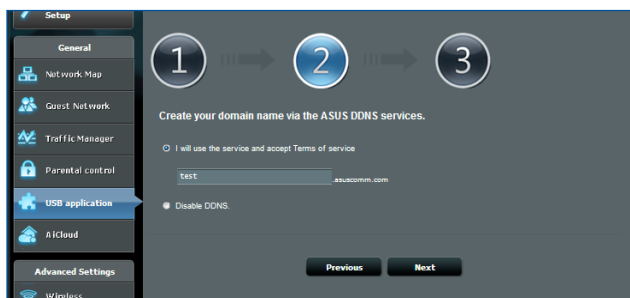 Setup
General
Network Map
Guest Network
Traffic Manager
Parental control
USB application
AiCloud
Advanced Settings
Wireless
1
2
3
Create your domain name via the ASUS DDNS services.
I will use the service and accept Terms of service
test .asuscomm.com
Disable DDNS.
Previous Next